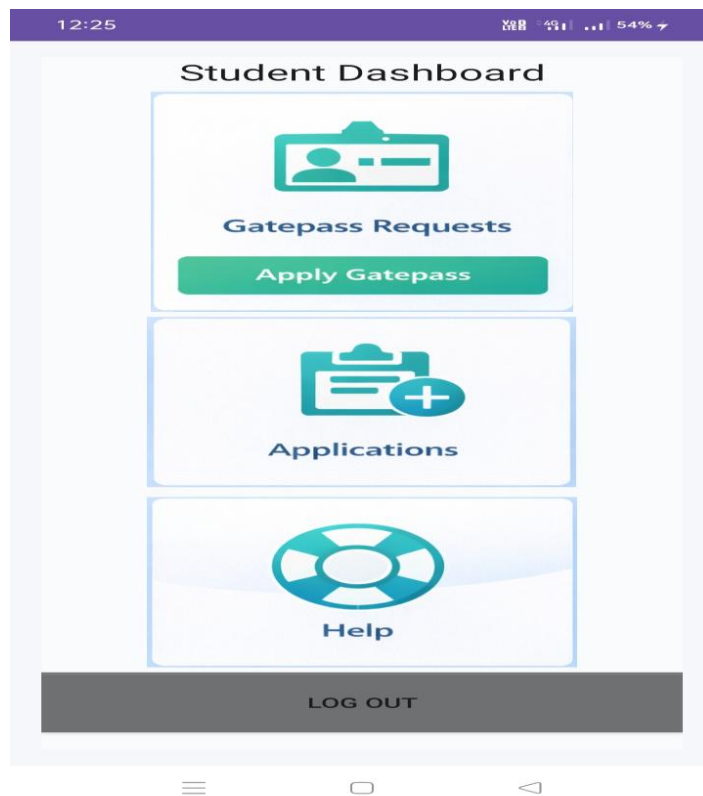 12:25 54%
Student Dashboard
Gatepass Requests
Apply Gatepass
Applications
Help
LOG OUT